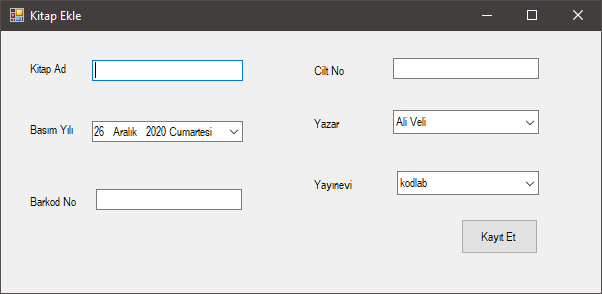 Kitap Ekle
Kitap Ad
Cilt No
Basım Yılı
26 Aralık 2020 Cumartesi
Yazar
Ali Veli
Barkod No
Yayınevi
kodlab
Kayıt Et